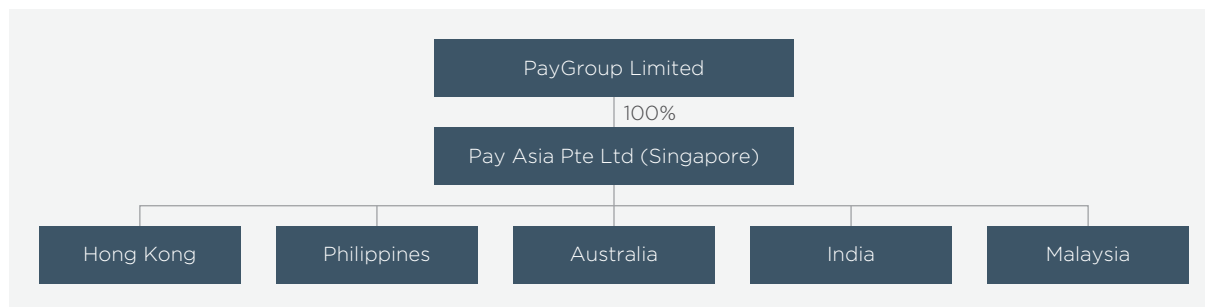 PayGroup Limited
100%
Pay Asia Pte Ltd (Singapore)
Hong Kong
Philippines
Australia
India
Malaysia